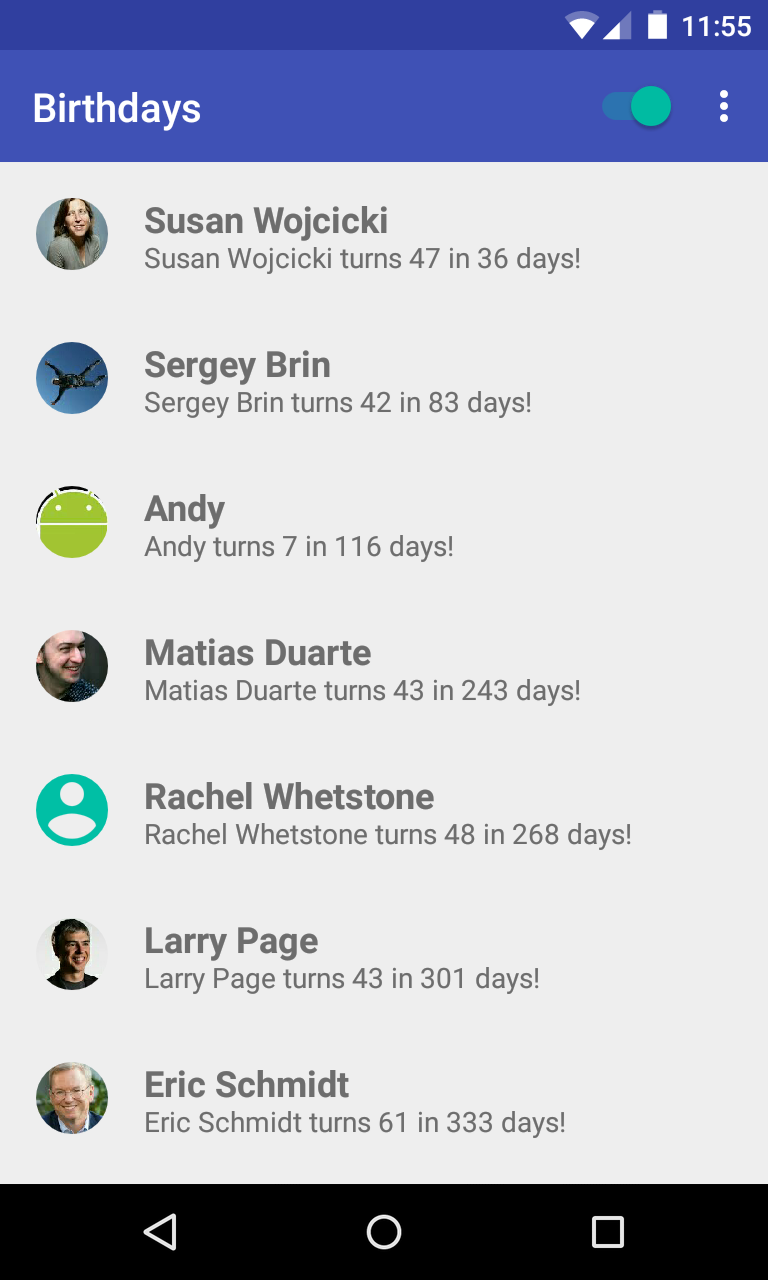 11:55
Birthdays
Susan Wojcicki
Susan Wojcicki turns 47 in 36 days!
Sergey Brin
Sergey Brin turns 42 in 83 days!
Andy
Andy turns 7 in 116 days!
Matias Duarte
Matias Duarte turns 43 in 243 days!
Rachel Whetstone
Rachel Whetstone turns 48 in 268 days!
Larry Page
Larry Page turns 43 in 301 days!
Eric Schmidt
Eric Schmidt turns 61 in 333 days!